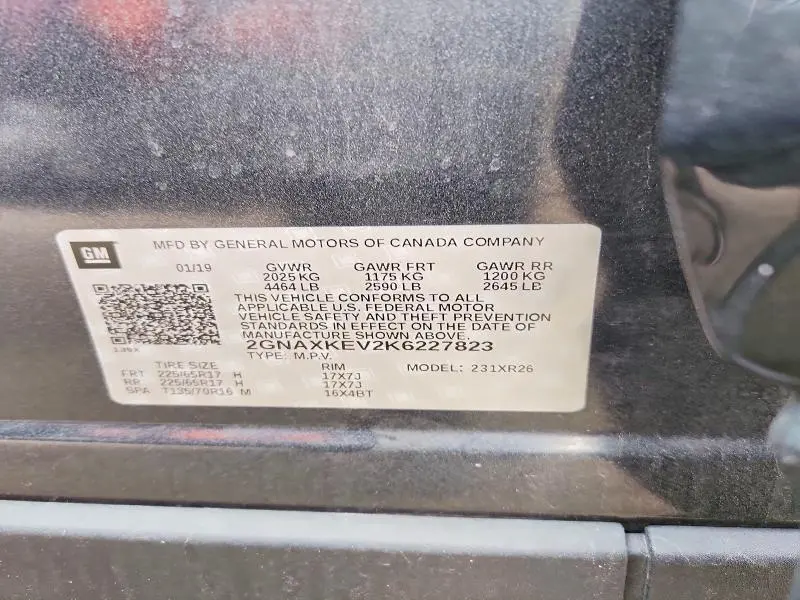 GM
MFD BY GENERAL MOTORS OF CANADA COMPANY
01/19 GVWR GAWR FRT GAWR RR
2025 KG 1175 KG 1200 KG
4464 LB 2590 LB 2645 LB
THIS VEHICLE CONFORMS TO ALL
APPLICABLE U.S. FEDERAL MOTOR
VEHICLE SAFETY AND THEFT PREVENTION
STANDARDS IN EFFECT ON THE DATE OF
MANUFACTURE SHOWN ABOVE.
2GNAXKEV2K6227823
TYPE: M.P.V. MODEL: 231XR26
TIRE SIZE RIM
FRT 225/65R17 H 17X7J
RR 225/65R17 H 17X7J
SPA T135/70R16 M 16X4BT